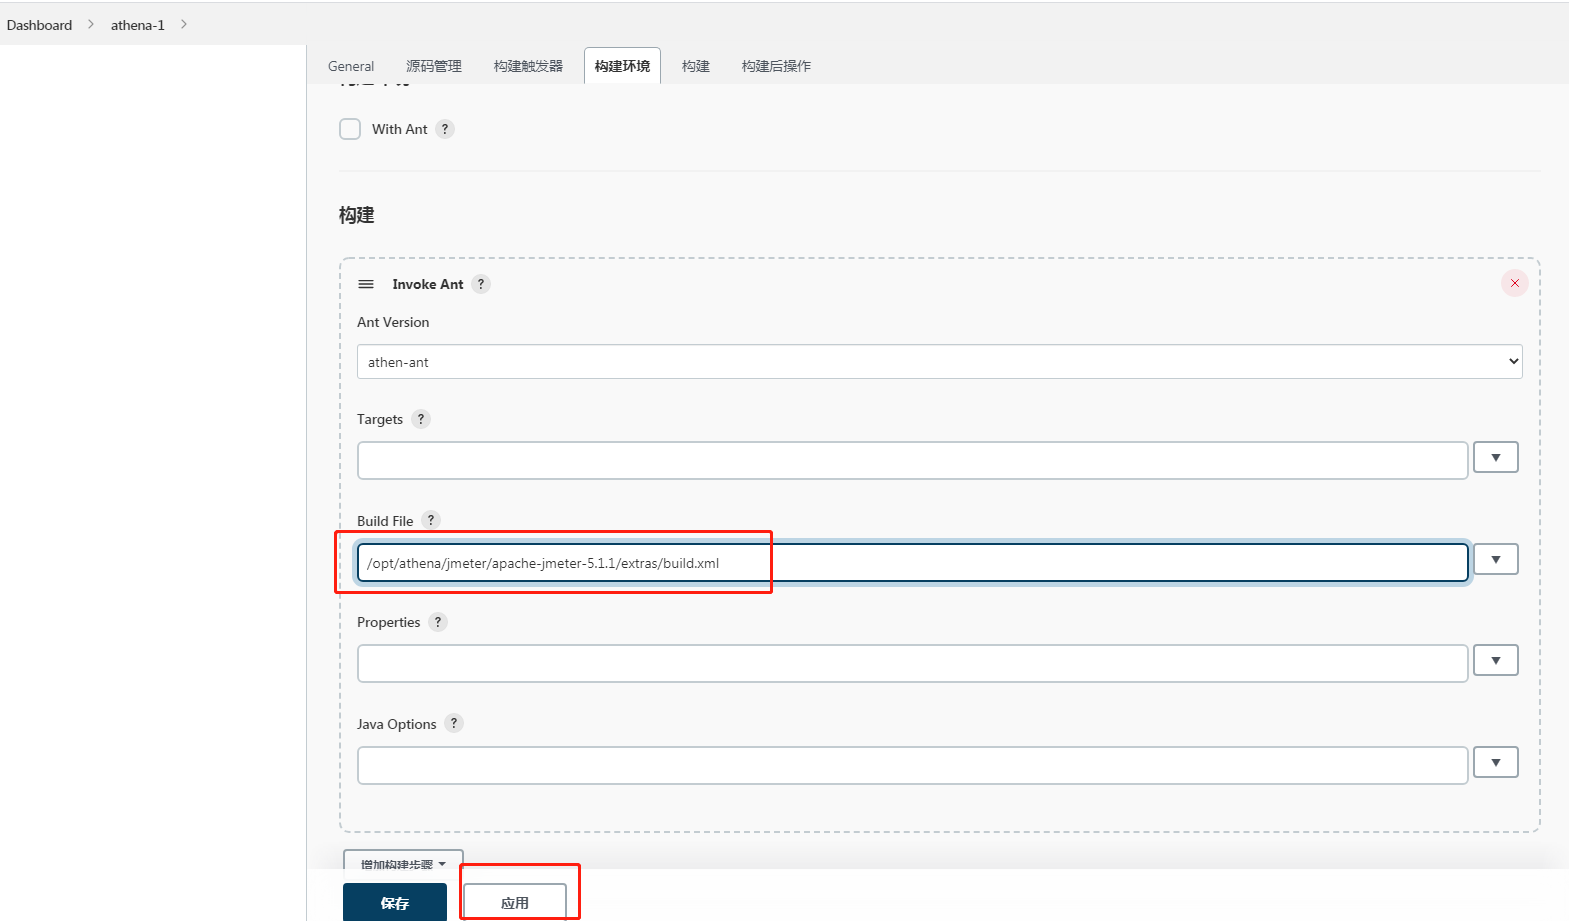 Dashboard > athena-1 >
General 源码管理 构建触发器 构建环境 构建 构建后操作
With Ant ?
构建
Invoke Ant ?
Ant Version
athen-ant
Targets ?
Build File ?
/opt/athena/jmeter/apache-jmeter-5.1.1/extras/build.xml
Properties ?
Java Options ?
增加构建步骤
保存 应用